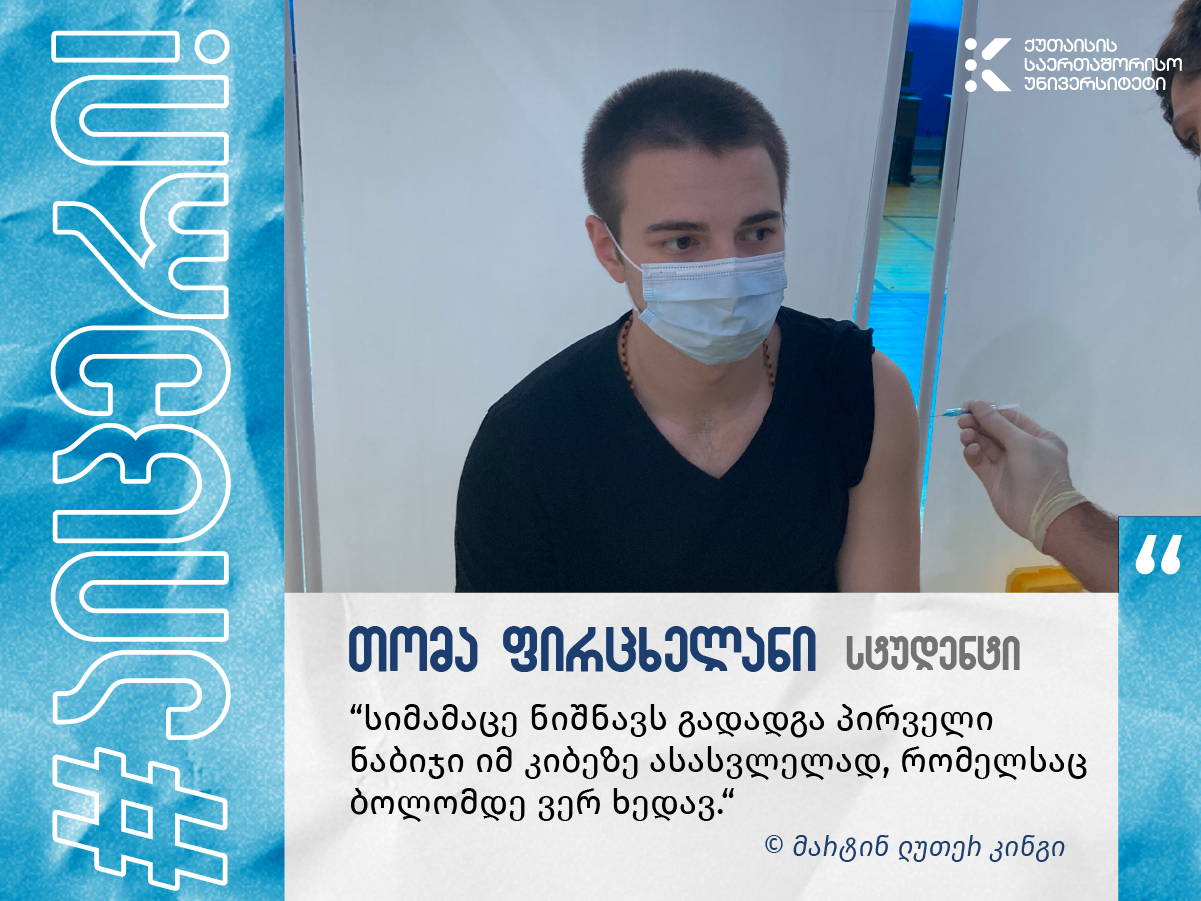 #აიცერი!
ქუთაისის
საერთაშორისო
უნივერსიტეტი
თომა ფირცხელანი სტუდენტი
“სიმამაცე ნიშნავს გადადგა პირველი
ნაბიჯი იმ კიბეზე ასასვლელად, რომელსაც
ბოლომდე ვერ ხედავ.“
© მარტინ ლუთერ კინგი